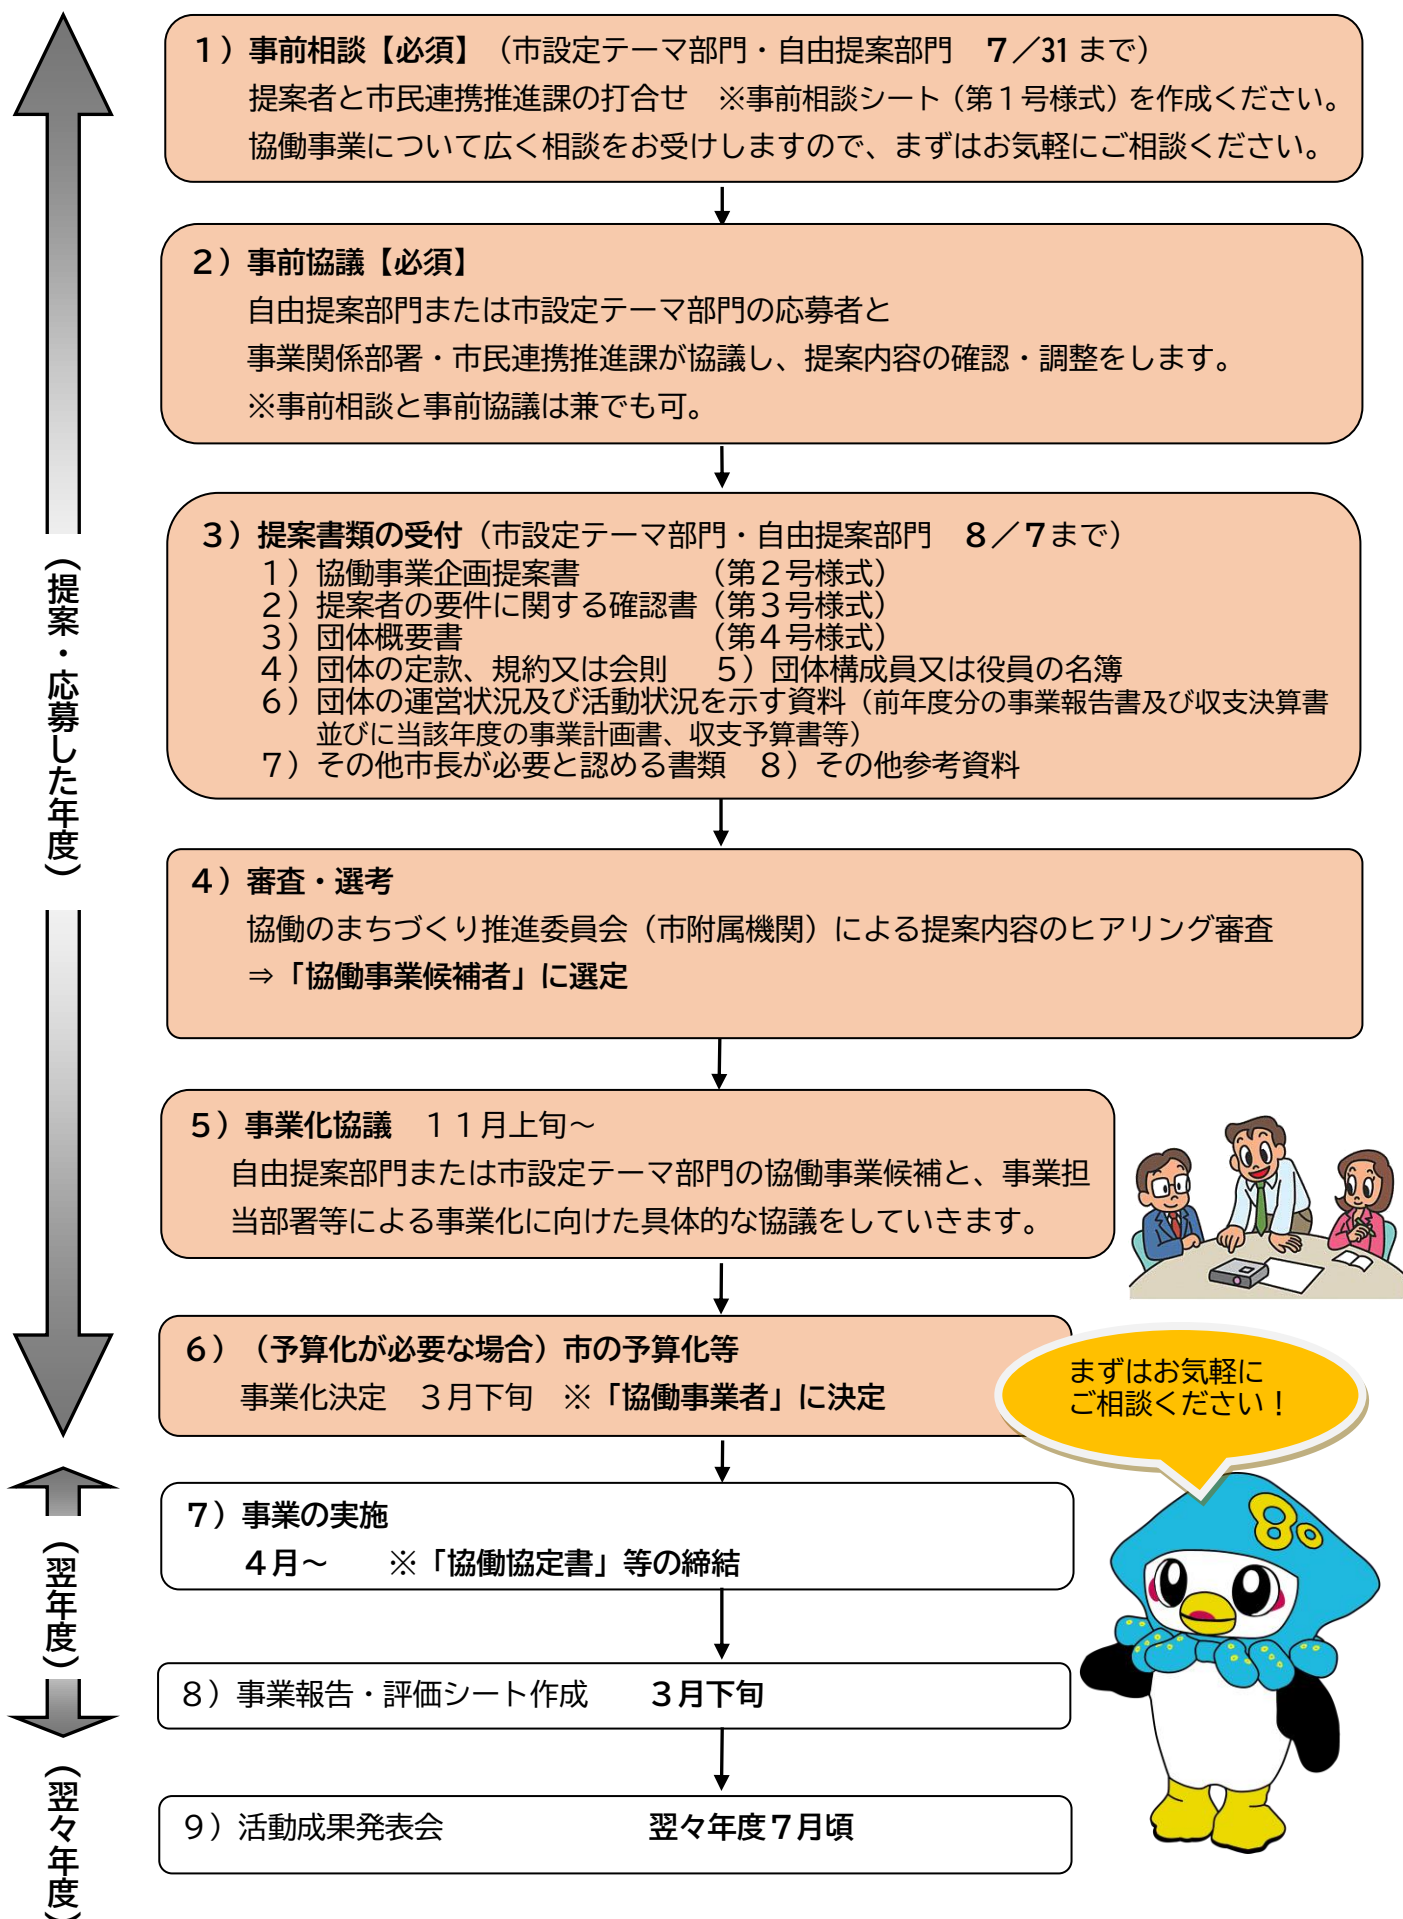 １）事前相談【必須】（市設定テーマ部門・自由提案部門　７／31まで）
提案者と市民連携推進課の打合せ　※事前相談シート（第１号様式）を作成ください。
協働事業について広く相談をお受けしますので、まずはお気軽にご相談ください。
２）事前協議【必須】
自由提案部門または市設定テーマ部門の応募者と
事業関係部署・市民連携推進課が協議し、提案内容の確認・調整をします。
※事前相談と事前協議は兼でも可。
３）提案書類の受付（市設定テーマ部門・自由提案部門　８／７まで）
１）協働事業企画提案書　　　　（第２号様式）
２）提案者の要件に関する確認書（第３号様式）
３）団体概要書　　　　　　　　（第４号様式）
４）団体の定款、規約又は会則　　５）団体構成員又は役員の名簿
６）団体の運営状況及び活動状況を示す資料（前年度分の事業報告書及び収支決算書
並びに当該年度の事業計画書、収支予算書等）
７）その他市長が必要と認める書類　８）その他参考資料
（提案・応募した年度）
４）審査・選考
協働のまちづくり推進委員会（市附属機関）による提案内容のヒアリング審査
⇒「協働事業候補者」に選定
５）事業化協議　１１月上旬～
自由提案部門または市設定テーマ部門の協働事業候補と、事業担
当部署等による事業化に向けた具体的な協議をしていきます。
６）（予算化が必要な場合）市の予算化等
事業化決定　３月下旬　※「協働事業者」に決定
まずはお気軽に
ご相談ください！
７）事業の実施
４月～　　※「協働協定書」等の締結
80
（翌年度）
８）事業報告・評価シート作成　　３月下旬
９）活動成果発表会　　　　　　　翌々年度７月頃
（翌々年度）